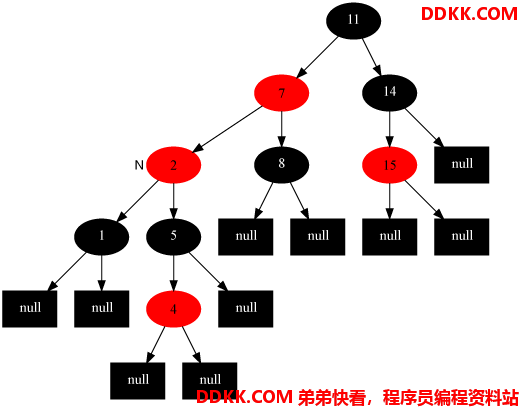 DDKK.COM
11
7
14
N
2
8
15
null
1
5
null
null
null
null
null
null
4
null
null
null
DDKK.COM 弟弟快看，程序员编程资料站